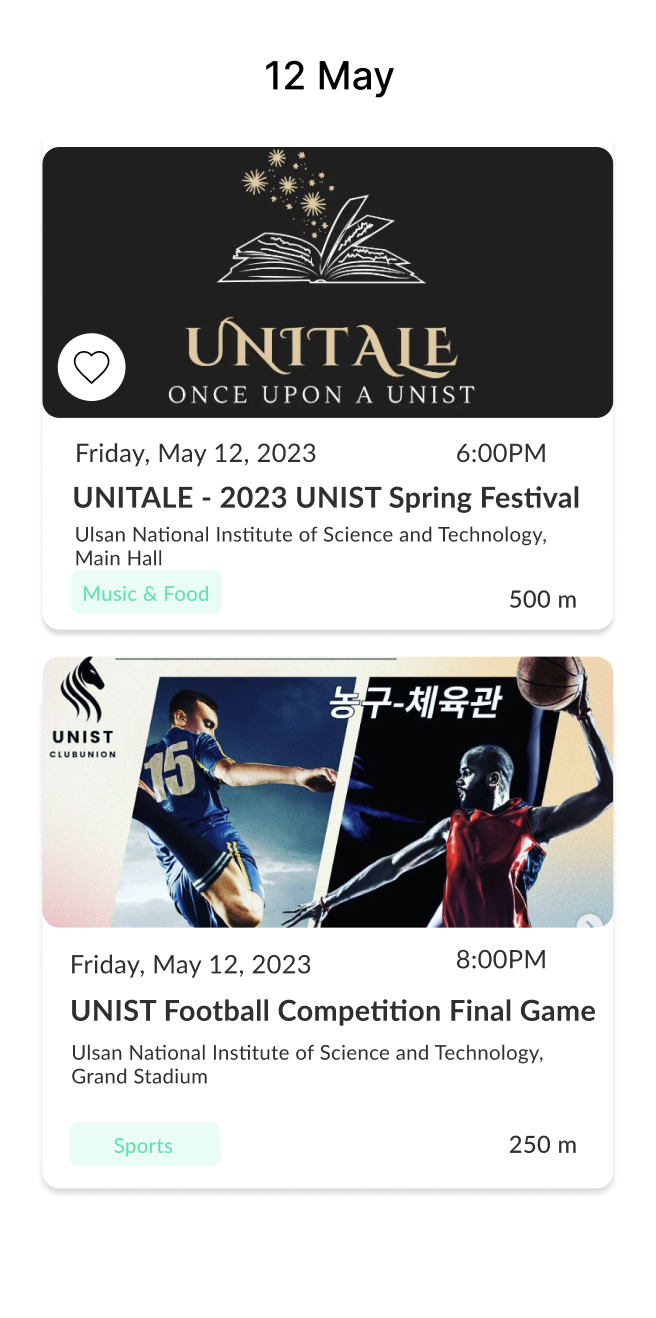 12 May
UNITALE
ONCE UPON A UNIST
Friday, May 12, 2023 6:00PM
UNITALE - 2023 UNIST Spring Festival
Ulsan National Institute of Science and Technology,
Main Hall
Music & Food 500 m
농구-체육관
UNIST
CLUBUNION
15
Friday, May 12, 2023 8:00PM
UNIST Football Competition Final Game
Ulsan National Institute of Science and Technology,
Grand Stadium
Sports 250 m